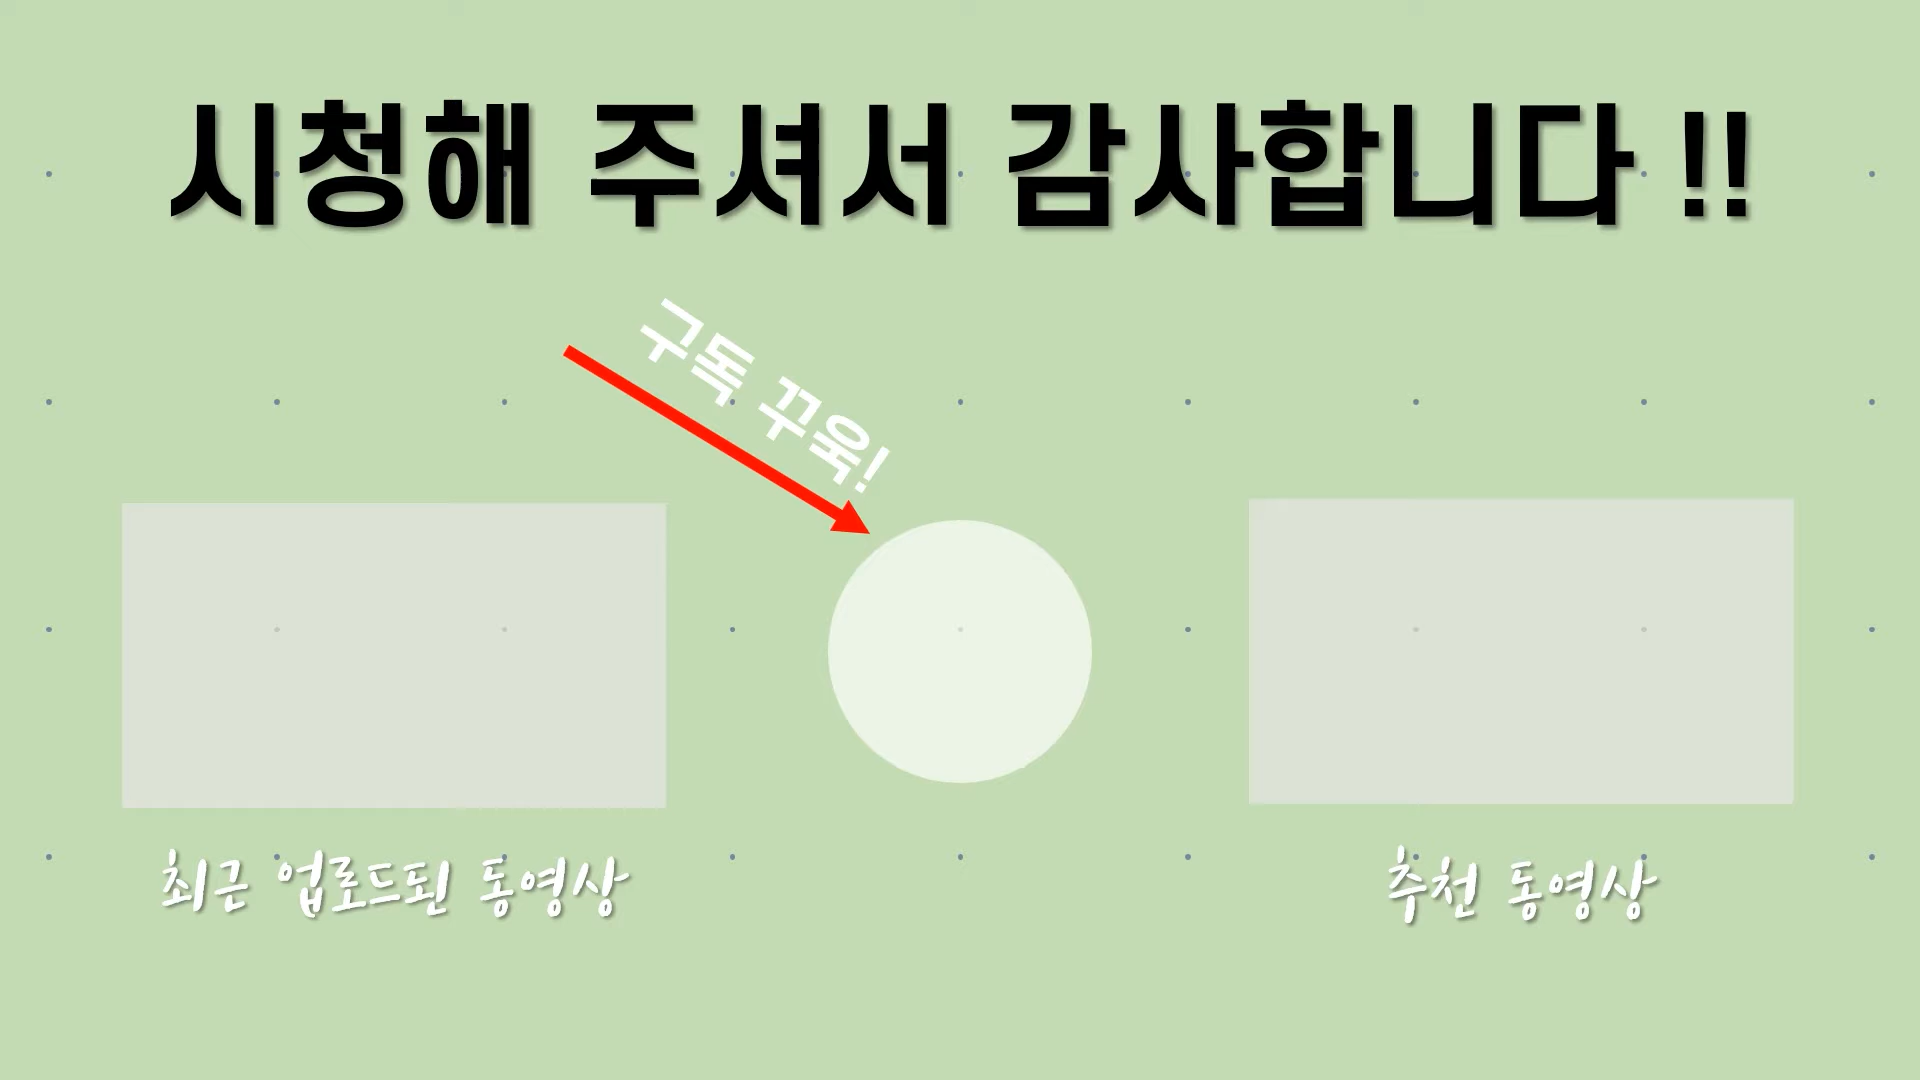 시청해 주셔서 감사합니다 !!
구독 꾸욱!
최근 업로드된 동영상
추천 동영상